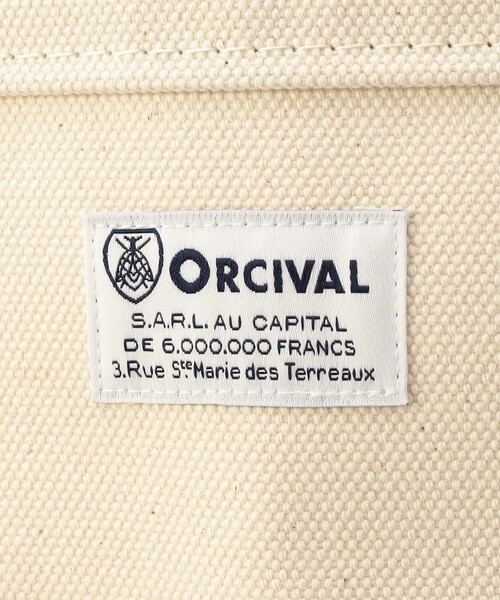 ORCIVAL
S.A.R.L. AU CAPITAL
DE 6.000.000 FRANCS
3.Rue Ste Marie des Terreaux